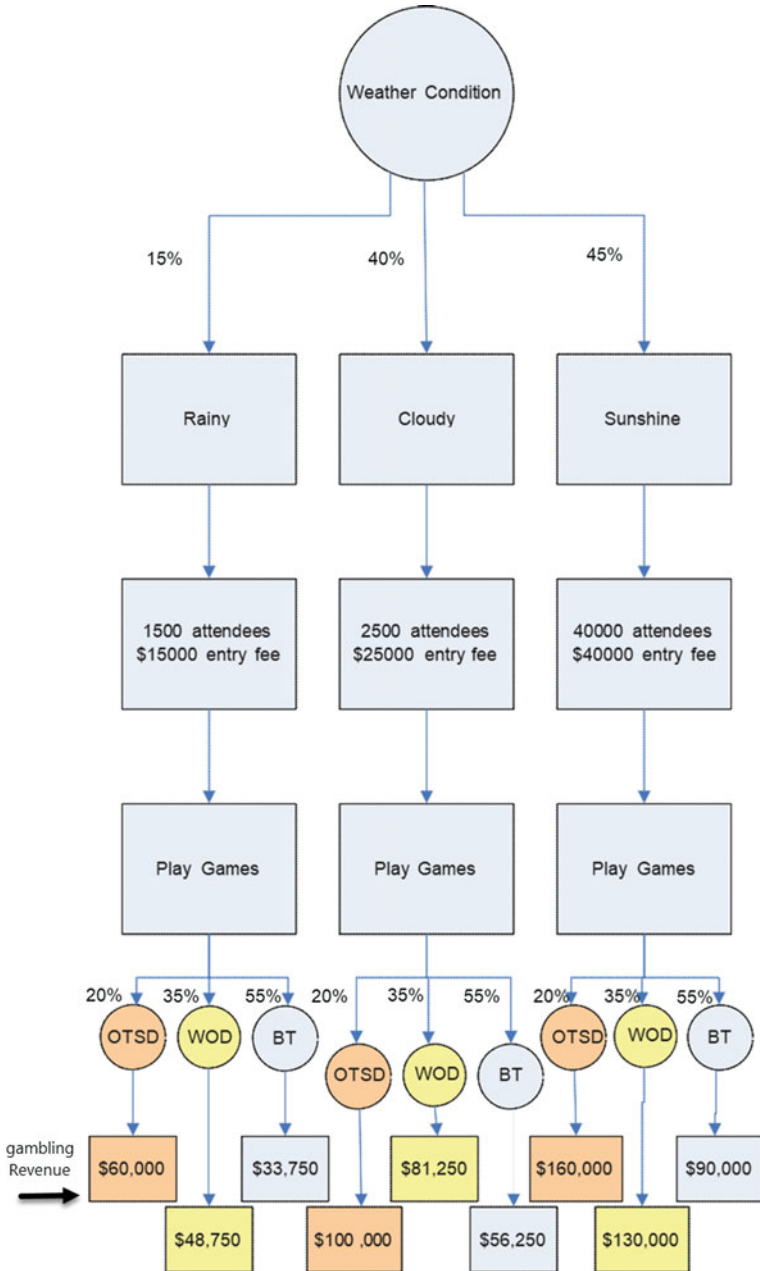 Weather Condition
15%
40%
45%
Rainy
Cloudy
Sunshine
1500 attendees
$15000 entry fee
2500 attendees
$25000 entry fee
40000 attendees
$40000 entry fee
Play Games
Play Games
Play Games
20%
35%
55%
20%
35%
55%
20%
35%
55%
OTSD
WOD
BT
OTSD
WOD
BT
OTSD
WOD
BT
gambling
Revenue
$60,000
$33,750
$81,250
$160,000
$90,000
$48,750
$100 ,000
$56,250
$130,000